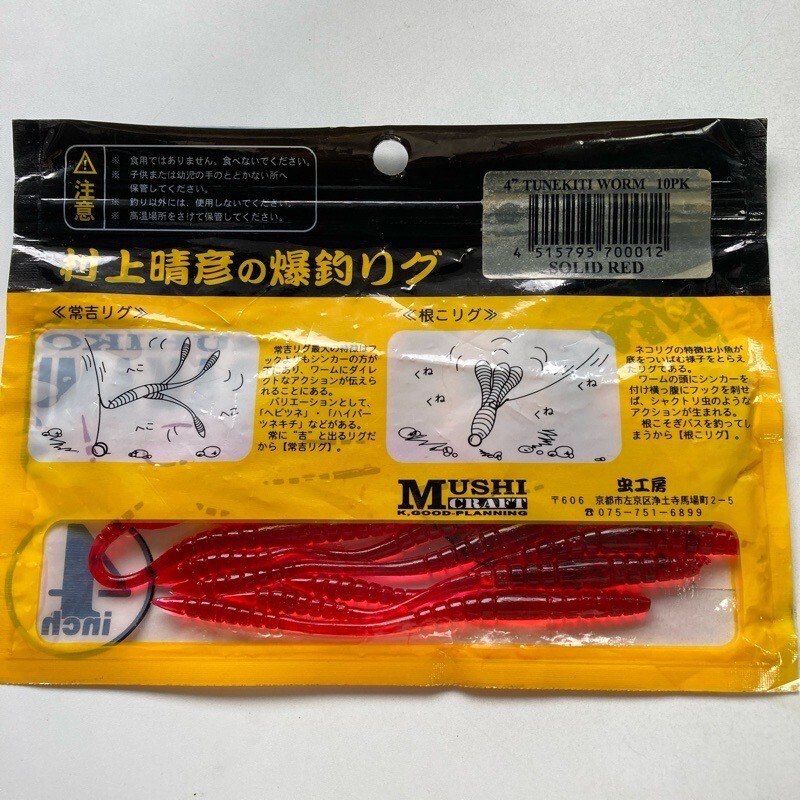 注意
※ 食用ではありません。食べないでください。
※ 子供または幼児の手のとどかない所へ
保管してください。
※ 釣り以外には、使用しないでください。
※ 高温場所をさけて保管してください。
4" TUNEKITI WORM 10PK
4 515795 700012
SOLID RED
村上晴彦の爆釣リグ
≪常吉リグ≫
へこ
へこ
へこ
常吉リグ最大の特徴は
フックよりもシンカーの方が
下にあり、ワームにダイレ
クトなアクションが伝えら
れることにある。
バリエーションとして、
「ヘビツネ」・「ハイパー
ツネキチ」などがある。
常に“吉”と出るリグだ
から【常吉リグ】。
≪根こリグ≫
くね
くね
くね
くね
ネコリグの特徴は小魚が
底をついばむ様子をとらえ
たリグである。
ワームの頭にシンカーを
付け横っ腹にフックを刺せ
ば、シャクトリ虫のような
アクションが生まれる。
根こそぎバスを釣ってし
まうから【根こリグ】。
MUSHI
CRAFT
K.GOOD-PLANNING
虫工房
〒606 京都市左京区浄土寺馬場町2-5
☎075-751-6899
4
inch